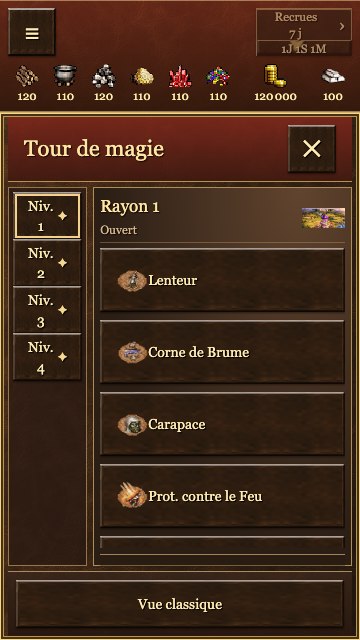 Recrues
7 j
1J 1S 1M
120 110 120 110 110 110 120 000 100
Tour de magie
Niv.
1
Niv.
2
Niv.
3
Niv.
4
Rayon 1
Ouvert
Lenteur
Corne de Brume
Carapace
Prot. contre le Feu
Vue classique